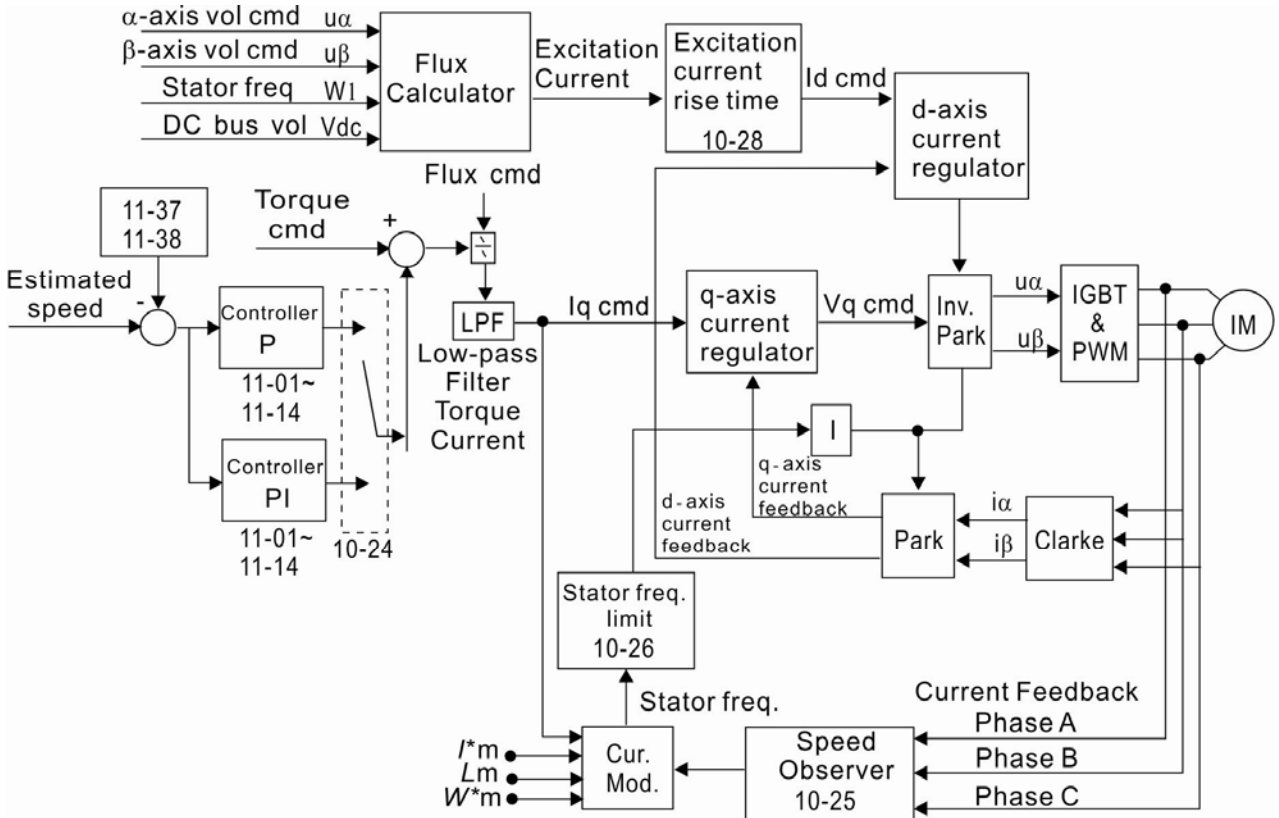 α-axis vol cmd uα
β-axis vol cmd uβ
Stator freq W1
DC bus vol Vdc
Flux
Calculator
Excitation
Current
Excitation
current
rise time
10-28
Id cmd
d-axis
current
regulator
Flux cmd
11-37
11-38
Torque
cmd
+
Estimated
speed
-
Controller
P
11-01~
11-14
Controller
PI
11-01~
11-14
10-24
LPF
Low-pass
Filter
Torque
Current
Iq cmd
q-axis
current
regulator
Vq cmd
Inv.
Park
uα
uβ
IGBT
&
PWM
IM
I
q-axis
current
feedback
d-axis
current
feedback
Park
iα
iβ
Clarke
Stator freq.
limit
10-26
Stator freq.
I*m
Lm
W*m
Cur.
Mod.
Speed
Observer
10-25
Current Feedback
Phase A
Phase B
Phase C